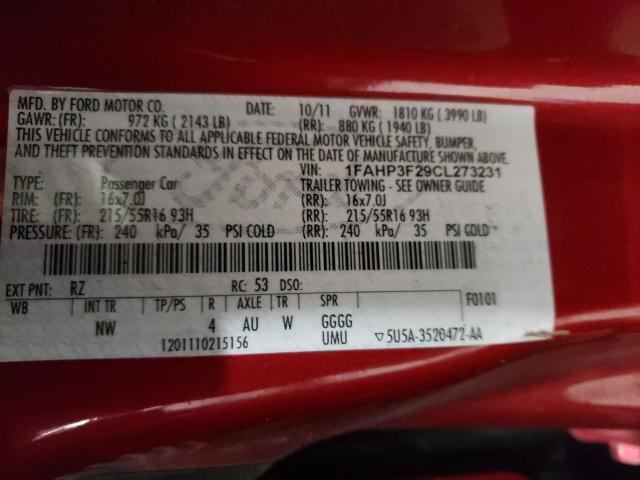 MFD. BY FORD MOTOR CO. DATE: 10/11 GVWR: 1810 KG ( 3990 LB)
GAWR: (FR): 972 KG ( 2143 LB) (RR): 880 KG ( 1940 LB)
THIS VEHICLE CONFORMS TO ALL APPLICABLE FEDERAL MOTOR VEHICLE SAFETY, BUMPER,
AND THEFT PREVENTION STANDARDS IN EFFECT ON THE DATE OF MANUFACTURE SHOWN ABOVE.
VIN: 1FAHP3F29CL273231
TYPE: Passenger Car TRAILER TOWING - SEE OWNER GUIDE
RIM: (FR): 16x7.0J (RR): 16x7.0J
TIRE: (FR): 215/55R16 93H (RR): 215/55R16 93H
PRESSURE: (FR): 240 kPa/ 35 PSI COLD (RR): 240 kPa/ 35 PSI COLD
EXT PNT: RZ RC: 53 DSO: F0101
WB INT TR TP/PS R AXLE TR SPR
NW 4 AU W GGGG
1201110215156 UMU ▽5U5A-3520472-AA